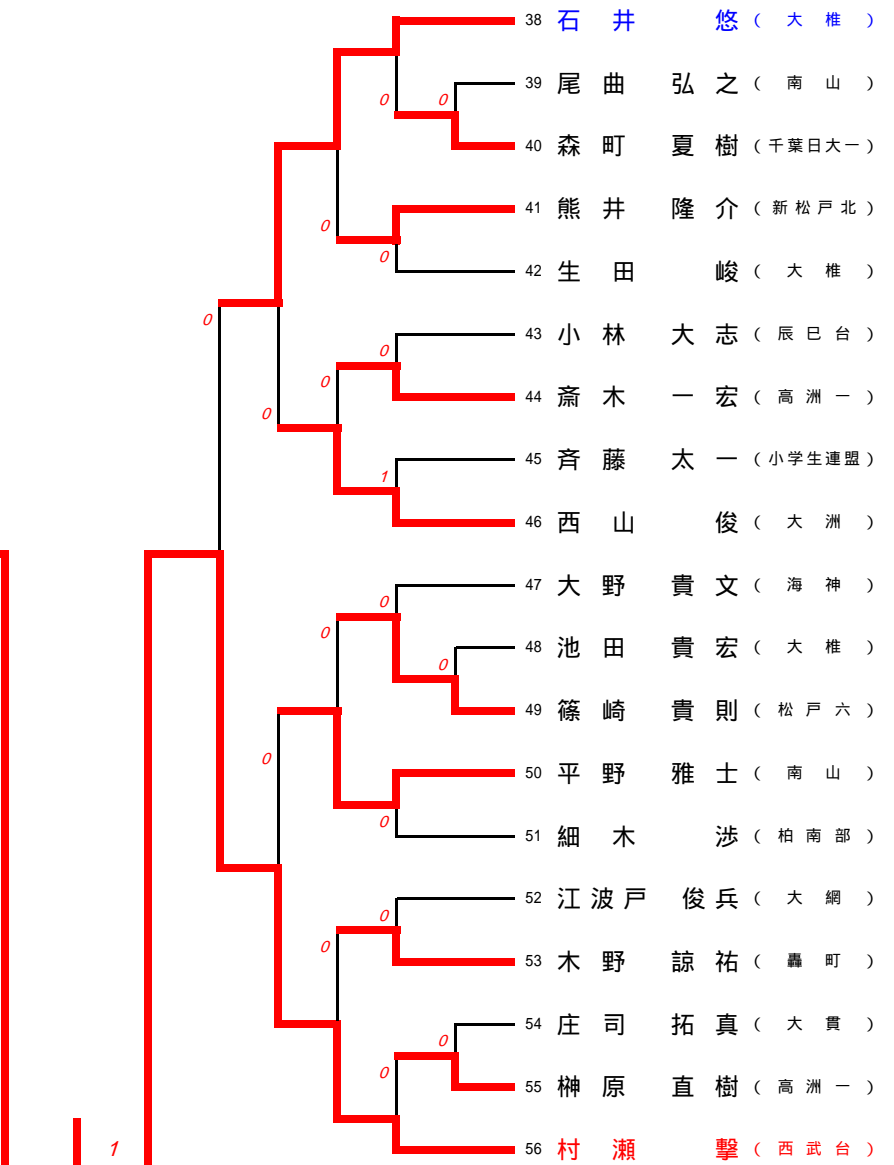 38 石井 悠 （ 大椎 ）
0 0 39 尾曲 弘之 （ 南山 ）
40 森町 夏樹 （ 千葉日大一 ）
0 41 熊井 隆介 （ 新松戸北 ）
0 42 生田 峻 （ 大椎 ）
0 43 小林 大志 （ 辰巳台 ）
0 0 44 斎木 一宏 （ 高洲一 ）
0 45 斉藤 太一 （ 小学生連盟 ）
1 46 西山 俊 （ 大洲 ）
0 47 大野 貴文 （ 海神 ）
0 0 48 池田 貴宏 （ 大椎 ）
49 篠崎 貴則 （ 松戸六 ）
0 50 平野 雅士 （ 南山 ）
0 51 細木 渉 （ 柏南部 ）
0 52 江波戸 俊兵 （ 大網 ）
0 53 木野 諒祐 （ 轟町 ）
0 54 庄司 拓真 （ 大貫 ）
0 55 榊原 直樹 （ 高洲一 ）
1 56 村瀬 撃 （ 西武台 ）